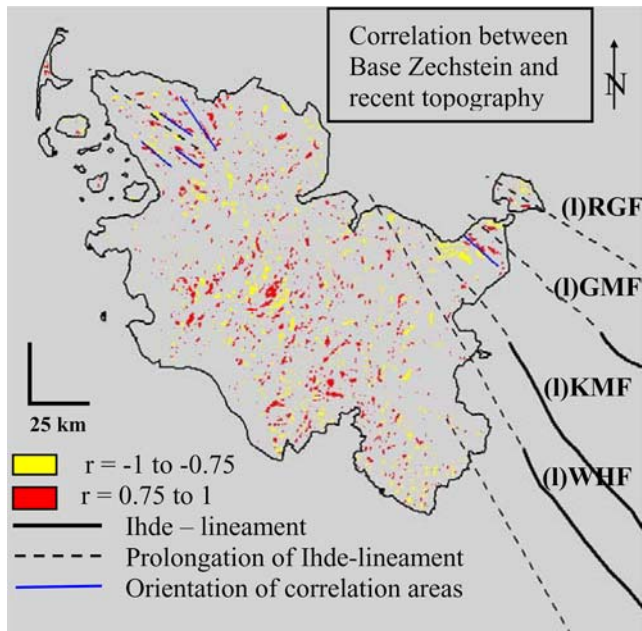 Correlation between
Base Zechstein and
recent topography
N
(l)RGF
(l)GMF
(l)KMF
(l)WHF
25 km
r = -1 to -0.75
r = 0.75 to 1
Ihde – lineament
Prolongation of Ihde-lineament
Orientation of correlation areas